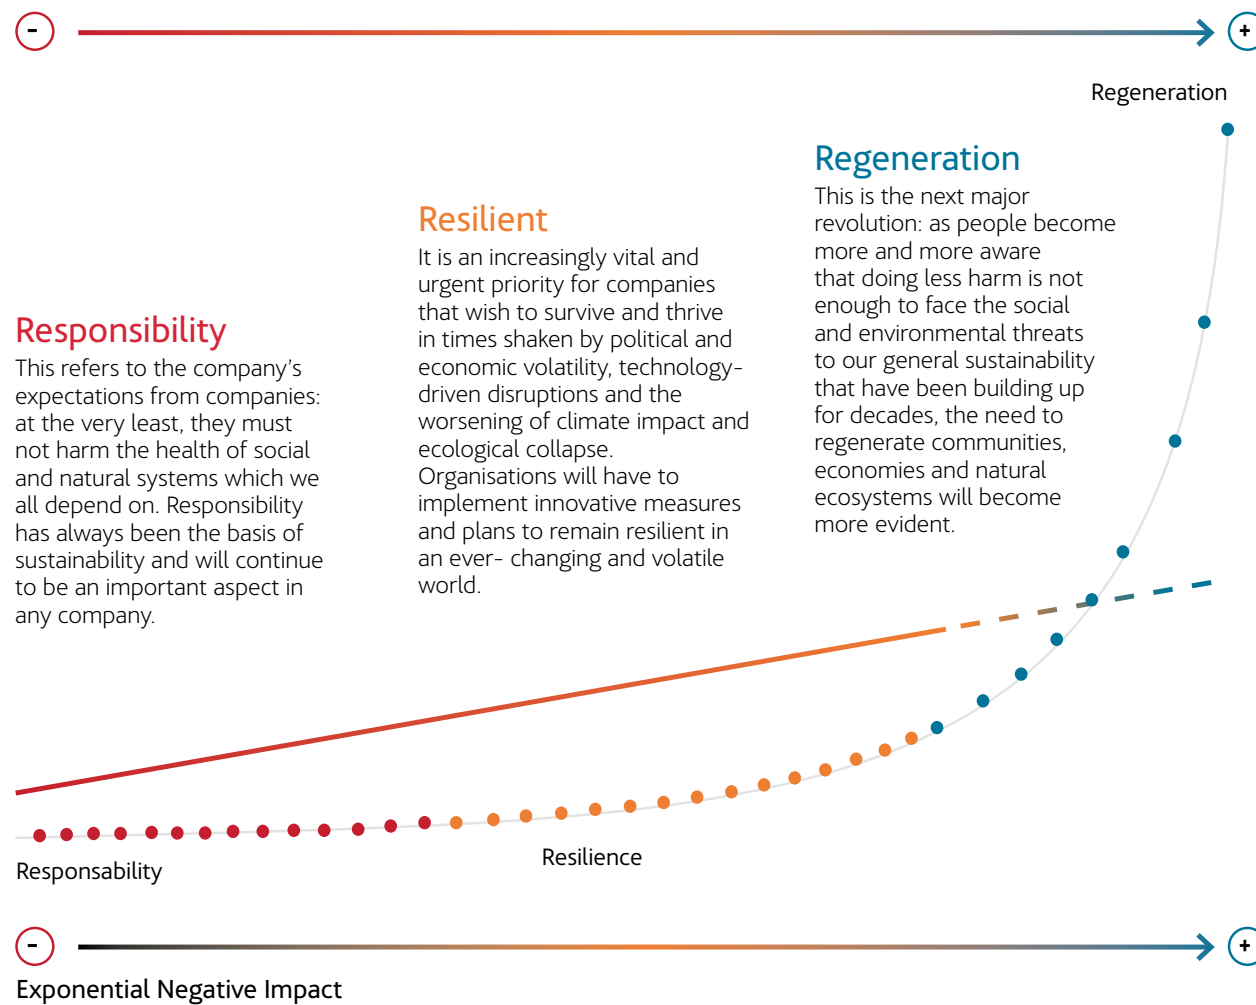 -
+
Regeneration
Responsibility
This refers to the company's
expectations from companies:
at the very least, they must
not harm the health of social
and natural systems which we
all depend on. Responsibility
has always been the basis of
sustainability and will continue
to be an important aspect in
any company.
Resilient
It is an increasingly vital and
urgent priority for companies
that wish to survive and thrive
in times shaken by political and
economic volatility, technology-
driven disruptions and the
worsening of climate impact and
ecological collapse.
Organisations will have to
implement innovative measures
and plans to remain resilient in
an ever- changing and volatile
world.
Regeneration
This is the next major
revolution: as people become
more and more aware
that doing less harm is not
enough to face the social
and environmental threats
to our general sustainability
that have been building up
for decades, the need to
regenerate communities,
economies and natural
ecosystems will become
more evident.
Responsability
Resilience
-
+
Exponential Negative Impact